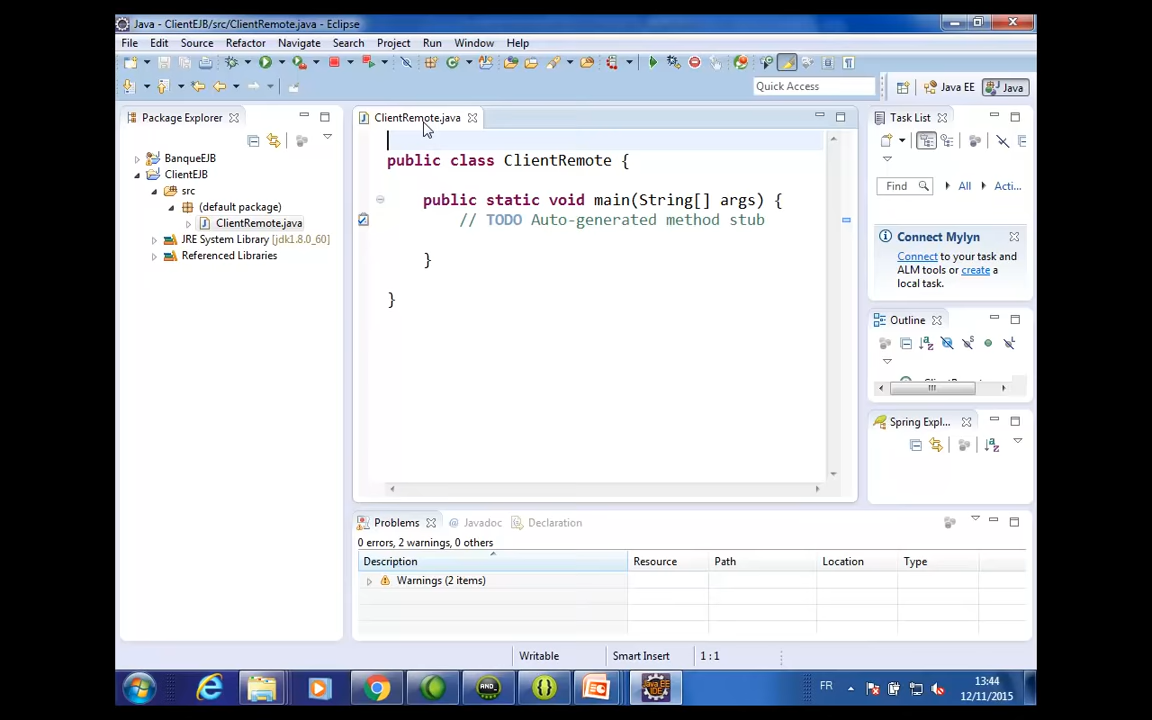 Java - ClientEJB/src/ClientRemote.java - Eclipse
File Edit Source Refactor Navigate Search Project Run Window Help
Quick Access
Java EE
Java
Package Explorer
BanqueEJB
ClientEJB
src
(default package)
ClientRemote.java
JRE System Library [jdk1.8.0_60]
Referenced Libraries
ClientRemote.java
public class ClientRemote {
public static void main(String[] args) {
// TODO Auto-generated method stub
}
}
Task List
Find
All
Acti...
Connect Mylyn
Connect to your task and
ALM tools or create a
local task.
Outline
Spring Expl...
Problems
@ Javadoc
Declaration
0 errors, 2 warnings, 0 others
Description Resource Path Location Type
Warnings (2 items)
Writable
Smart Insert
1 : 1
FR
13:44
12/11/2015